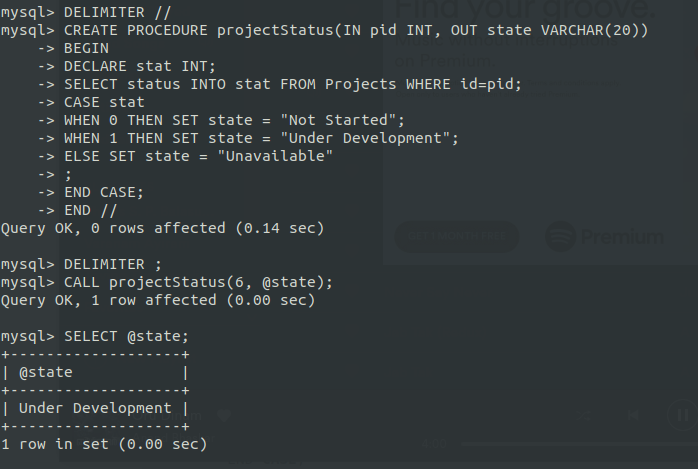 mysql> DELIMITER //
mysql> CREATE PROCEDURE projectStatus(IN pid INT, OUT state VARCHAR(20))
    -> BEGIN
    -> DECLARE stat INT;
    -> SELECT status INTO stat FROM Projects WHERE id=pid;
    -> CASE stat
    -> WHEN 0 THEN SET state = "Not Started";
    -> WHEN 1 THEN SET state = "Under Development";
    -> ELSE SET state = "Unavailable"
    -> ;
    -> END CASE;
    -> END //
Query OK, 0 rows affected (0.14 sec)
mysql> DELIMITER ;
mysql> CALL projectStatus(6, @state);
Query OK, 1 row affected (0.00 sec)
mysql> SELECT @state;
+-------------------+
| @state            |
+-------------------+
| Under Development |
+-------------------+
1 row in set (0.00 sec)
Find your groove.
on Premium.
Premium